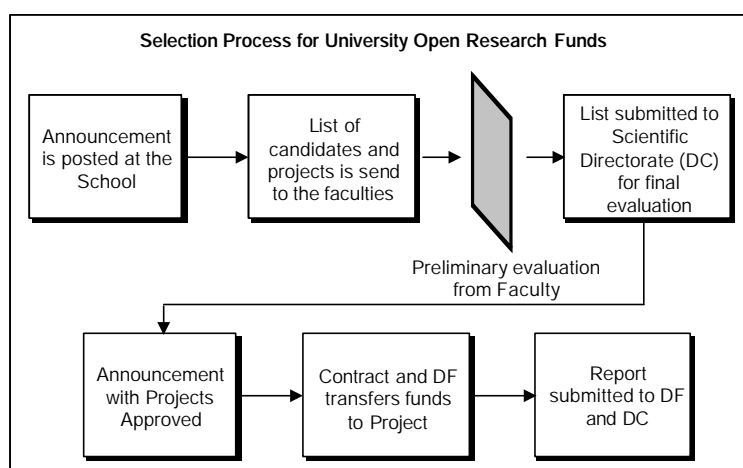 Selection Process for University Open Research Funds
Announcement
is posted at the
School
List of
candidates and
projects is send
to the faculties
Preliminary evaluation
from Faculty
List submitted to
Scientific
Directorate (DC)
for final
evaluation
Announcement
with Projects
Approved
Contract and DF
transfers funds
to Project
Report
submitted to DF
and DC